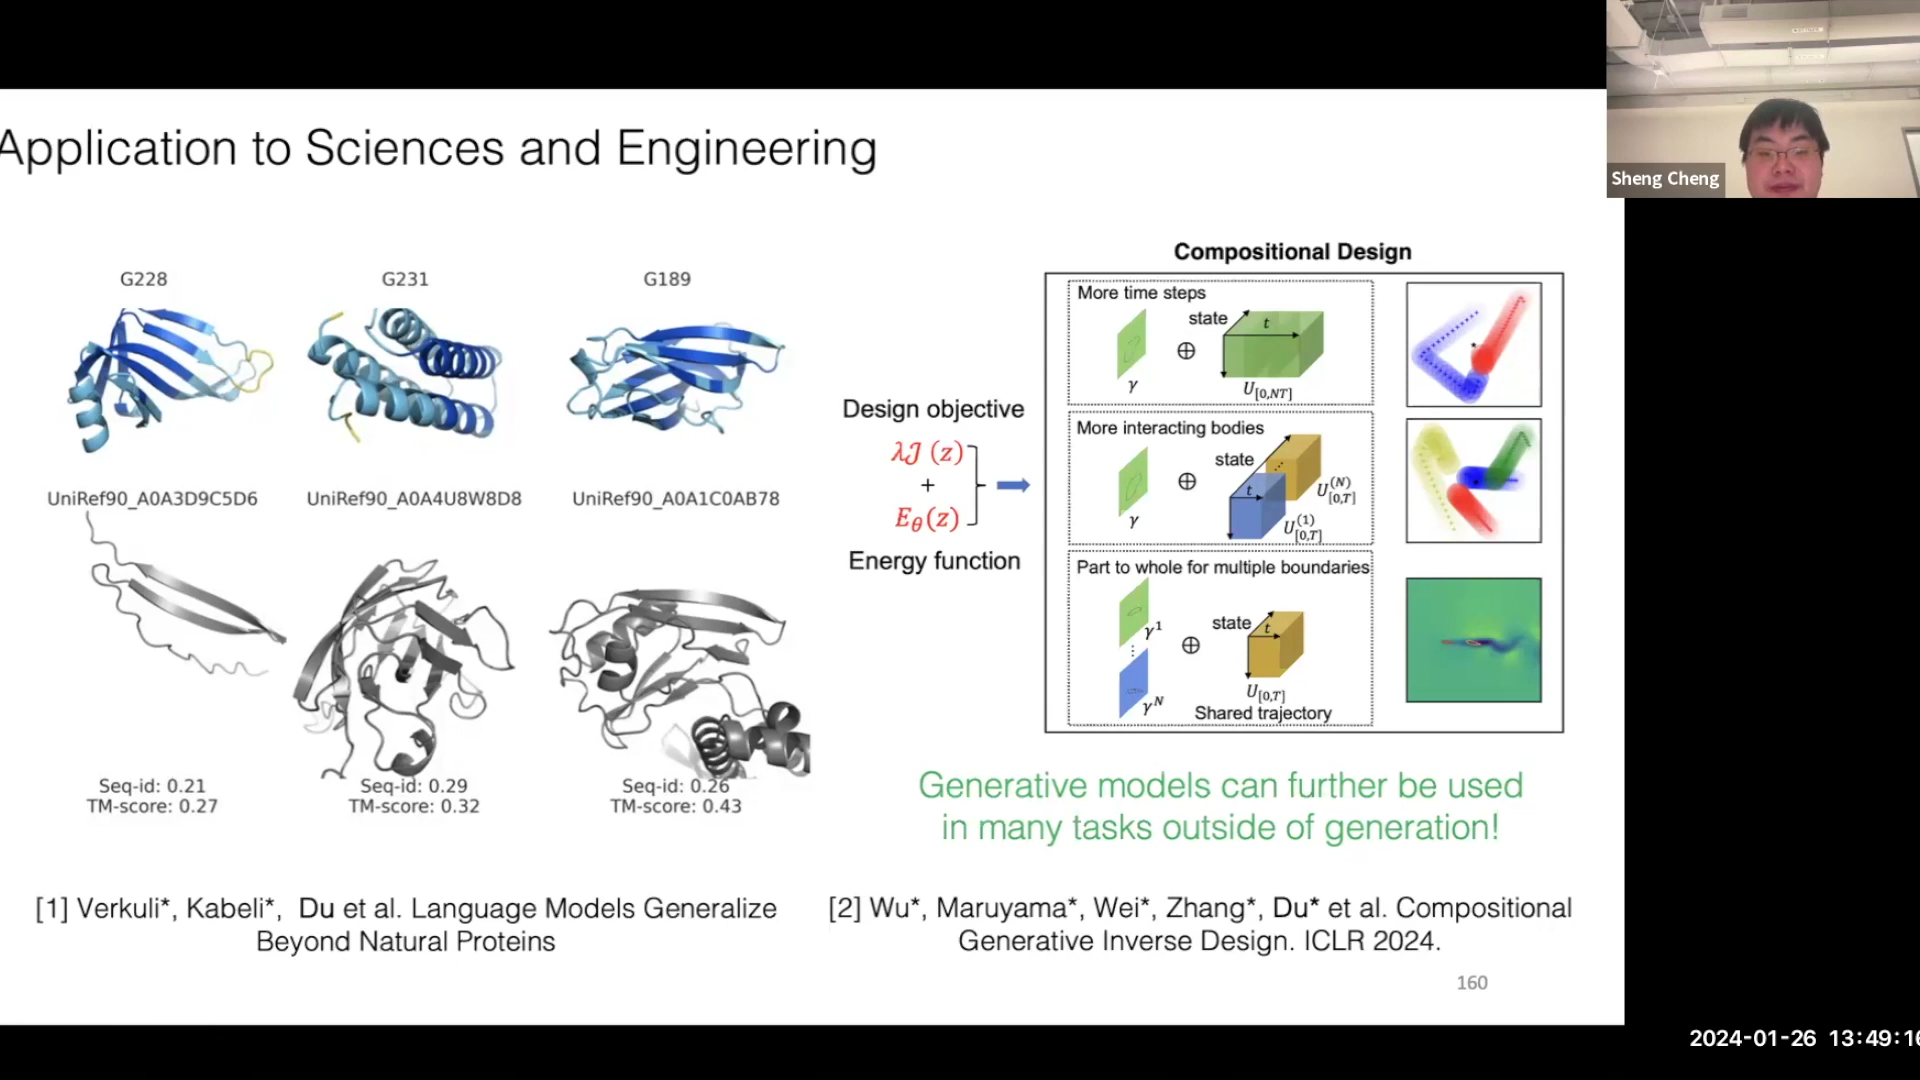 Application to Sciences and Engineering
Sheng Cheng
G228
G231
G189
UniRef90_A0A3D9C5D6
UniRef90_A0A4U8W8D8
UniRef90_A0A1C0AB78
Seq-id: 0.21
TM-score: 0.27
Seq-id: 0.29
TM-score: 0.32
Seq-id: 0.26
TM-score: 0.43
Design objective
λ𝒥 (z)
+
E_θ(z)
Energy function
Compositional Design
More time steps
state
t
γ
⊕
U_[0,NT]
More interacting bodies
state
t
γ
⊕
U^(N)_[0,T]
U^(1)_[0,T]
Part to whole for multiple boundaries
state
t
γ^1
⋮
⊕
γ^N
U_[0,T]
Shared trajectory
Generative models can further be used
in many tasks outside of generation!
[1] Verkuli*, Kabeli*, Du et al. Language Models Generalize
Beyond Natural Proteins
[2] Wu*, Maruyama*, Wei*, Zhang*, Du* et al. Compositional
Generative Inverse Design. ICLR 2024.
160
2024-01-26 13:49:16